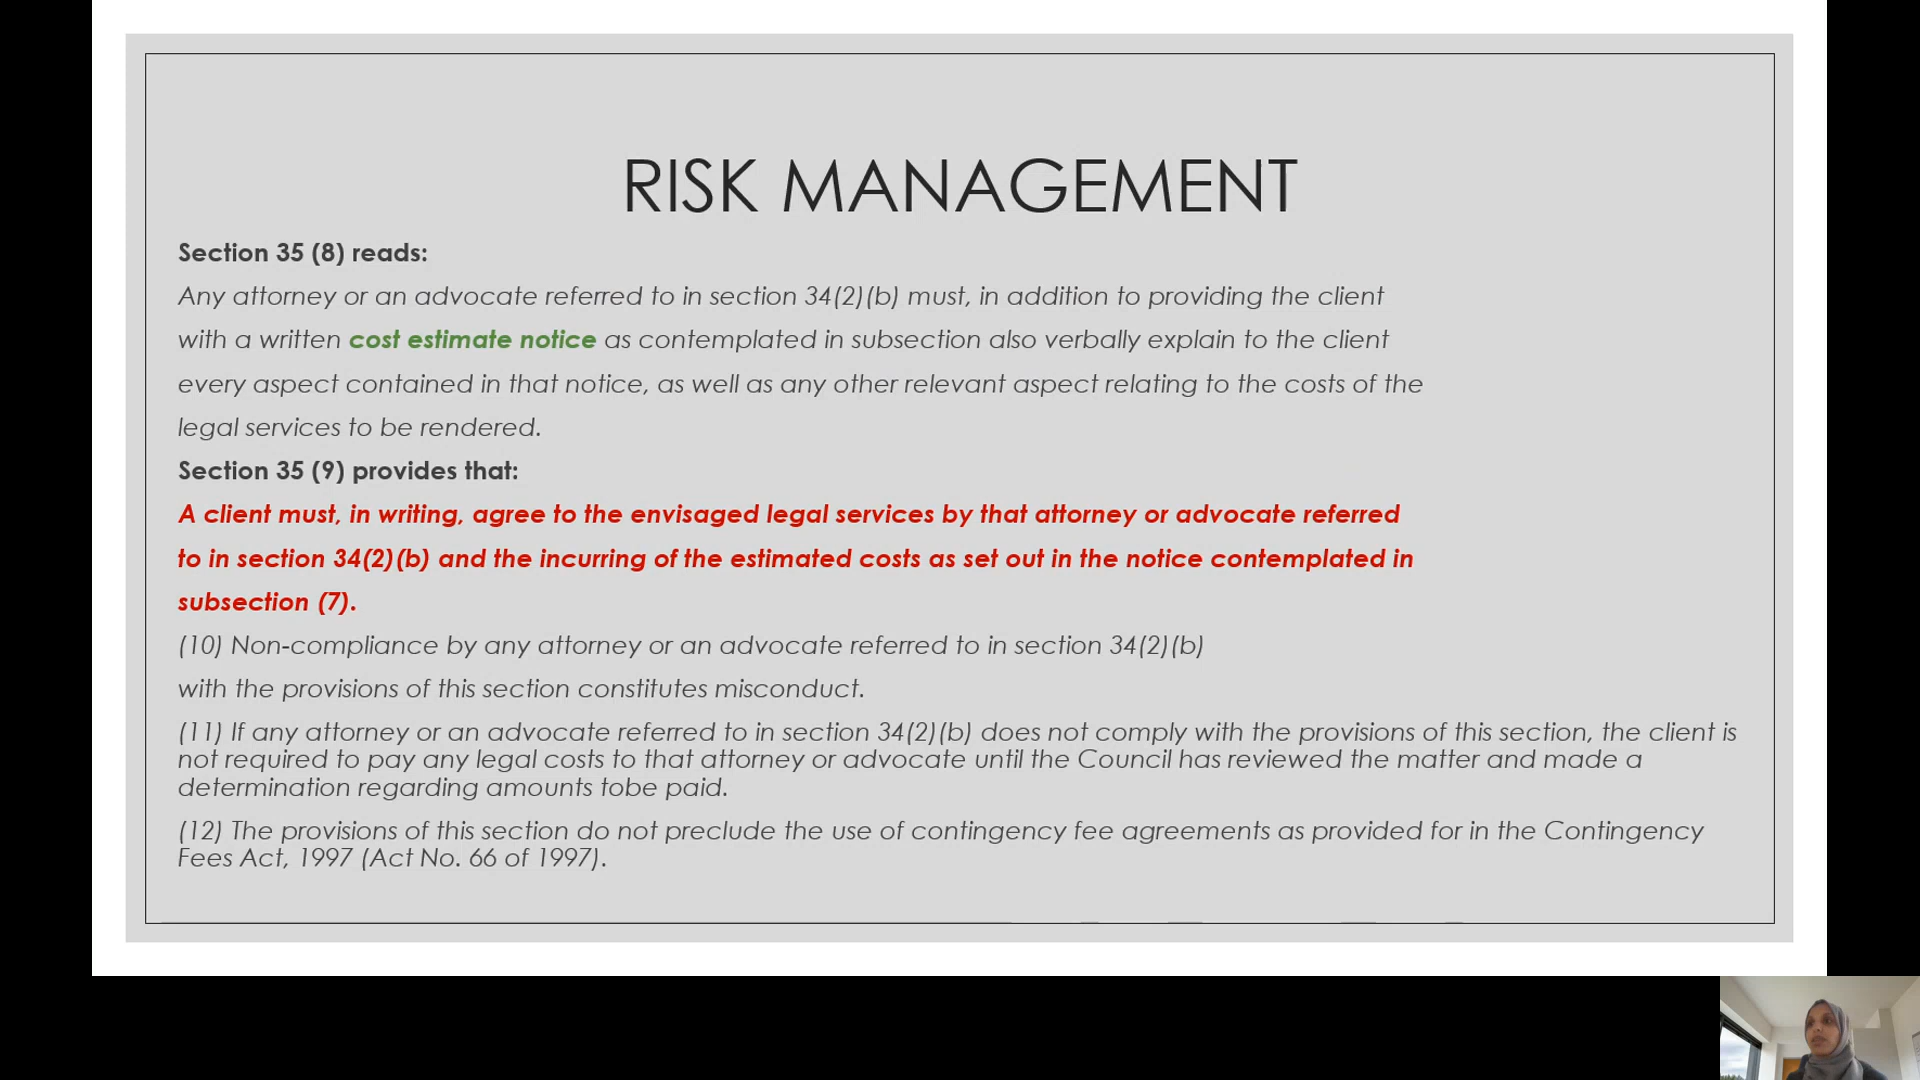 RISK MANAGEMENT
Section 35 (8) reads:
Any attorney or an advocate referred to in section 34(2)(b) must, in addition to providing the client
with a written cost estimate notice as contemplated in subsection also verbally explain to the client
every aspect contained in that notice, as well as any other relevant aspect relating to the costs of the
legal services to be rendered.
Section 35 (9) provides that:
A client must, in writing, agree to the envisaged legal services by that attorney or advocate referred
to in section 34(2)(b) and the incurring of the estimated costs as set out in the notice contemplated in
subsection (7).
(10) Non-compliance by any attorney or an advocate referred to in section 34(2)(b)
with the provisions of this section constitutes misconduct.
(11) If any attorney or an advocate referred to in section 34(2)(b) does not comply with the provisions of this section, the client is
not required to pay any legal costs to that attorney or advocate until the Council has reviewed the matter and made a
determination regarding amounts tobe paid.
(12) The provisions of this section do not preclude the use of contingency fee agreements as provided for in the Contingency
Fees Act, 1997 (Act No. 66 of 1997).